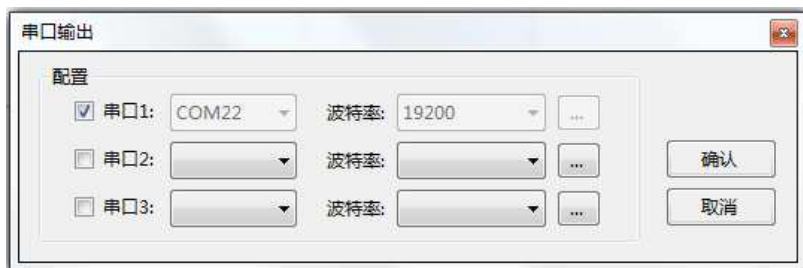 串口输出
配置
串口1: COM22 波特率: 19200 ...
串口2: 波特率: ...
串口3: 波特率: ...
确认
取消